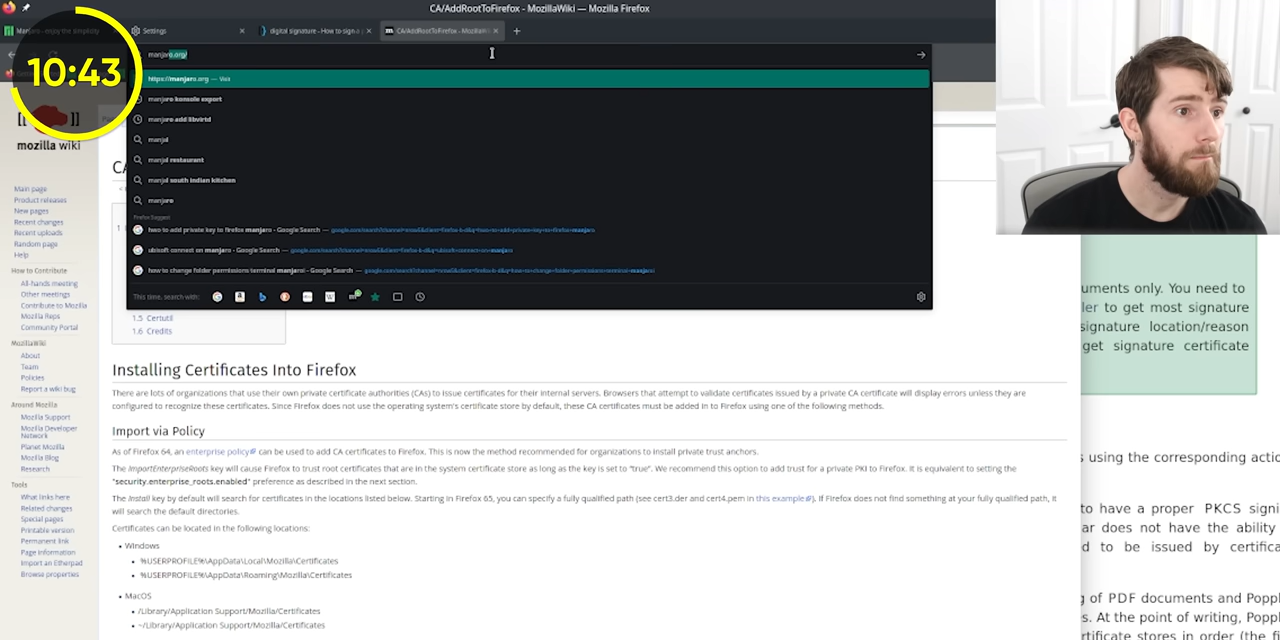 CA/AddRootToFirefox - MozillaWiki — Mozilla Firefox
Settings
digital signature - How to sign a
CA/AddRootToFirefox - MozillaWi
manjaro.org/
10:43
https://manjaro.org — Visit
manjaro konsole export
manjaro add libvirtd
manjal
manjal restaurant
manjal south indian kitchen
manjaro
Firefox Suggest
hwo to add private key to firefox manjaro - Google Search —
ubisoft connect on manjaro - Google Search —
how to change folder permissions terminal manjarsi - Google Search —
This time, search with:
[[ ]]
mozilla wiki
Main page
Product releases
New pages
Recent changes
Recent uploads
Random page
Help
How to Contribute
All-hands meeting
Other meetings
Contribute to Mozilla
Mozilla Reps
Community Portal
MozillaWiki
About
Team
Policies
Report a wiki bug
Around Mozilla
Mozilla Support
Mozilla Developer
Network
Planet Mozilla
Mozilla Blog
Research
Tools
What links here
Related changes
Special pages
Printable version
Permanent link
Page information
Import an Etherpad
Browse properties
1.5 Certutil
1.6 Credits
Installing Certificates Into Firefox
There are lots of organizations that use their own private certificate authorities (CAs) to issue certificates for their internal servers. Browsers that attempt to validate certificates issued by a private CA certificate will display errors unless they are
configured to recognize these certificates. Since Firefox does not use the operating system's certificate store by default, these CA certificates must be added in to Firefox using one of the following methods.
Import via Policy
As of Firefox 64, an enterprise policy can be used to add CA certificates to Firefox. This is now the method recommended for organizations to install private trust anchors.
The ImportEnterpriseRoots key will cause Firefox to trust root certificates that are in the system certificate store as long as the key is set to "true". We recommend this option to add trust for a private PKI to Firefox. It is equivalent to setting the
"security.enterprise_roots.enabled" preference as described in the next section.
The Install key by default will search for certificates in the locations listed below. Starting in Firefox 65, you can specify a fully qualified path (see cert3.der and cert4.pem in this example). If Firefox does not find something at your fully qualified path, it
will search the default directories.
Certificates can be located in the following locations:
• Windows
• %USERPROFILE%\AppData\Local\Mozilla\Certificates
• %USERPROFILE%\AppData\Roaming\Mozilla\Certificates
• MacOS
• /Library/Application Support/Mozilla/Certificates
• ~/Library/Application Support/Mozilla/Certificates
uments only. You need to
ler to get most signature
signature location/reason
get signature certificate
s using the corresponding actio
to have a proper PKCS signi
ar does not have the ability
d to be issued by certifica
g of PDF documents and Poppl
s. At the point of writing, Popp
rtificate stores in order (the fi